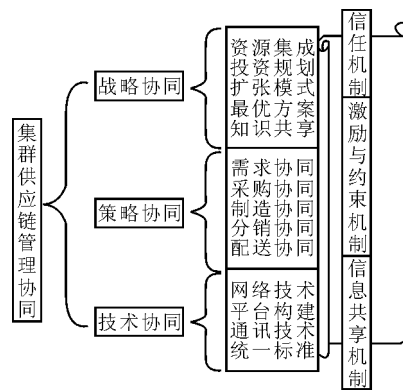 集群供应链管理协同
战略协同
资源集成
投资规划
扩张模式
最优方案
知识共享
策略协同
需求协同
采购协同
制造协同
分销协同
配送协同
技术协同
网络技术
平台构建
通讯技术
统一标准
信任机制
激励与约束机制
信息共享机制